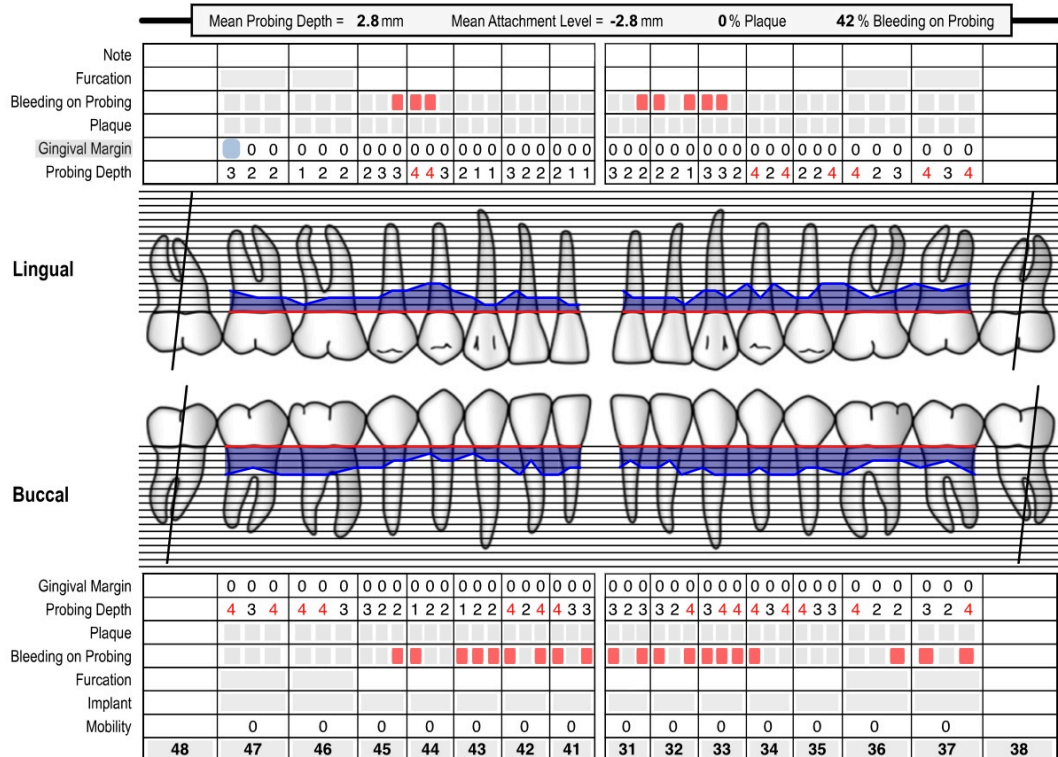 Mean Probing Depth = 2.8 mm Mean Attachment Level = -2.8 mm 0 % Plaque 42 % Bleeding on Probing
Note
Furcation
Bleeding on Probing
Plaque
Gingival Margin 0 0 0 0 0 0 0 0 0 0 0 0 0 0 0 0 0 0 0 0 0 0 0 0 0 0 0 0 0 0 0 0 0 0 0 0 0 0 0 0 0
Probing Depth 3 2 2 1 2 2 2 3 3 4 4 3 2 1 1 3 2 2 2 1 1 3 2 2 2 2 1 3 3 2 4 2 4 2 2 4 4 2 3 4 3 4
Lingual
Buccal
Gingival Margin 0 0 0 0 0 0 0 0 0 0 0 0 0 0 0 0 0 0 0 0 0 0 0 0 0 0 0 0 0 0 0 0 0 0 0 0 0 0 0 0 0 0
Probing Depth 4 3 4 4 4 3 3 2 2 1 2 2 1 2 2 4 2 4 4 3 3 3 2 3 3 2 4 3 4 4 4 3 4 4 3 3 4 2 2 3 2 4
Plaque
Bleeding on Probing
Furcation
Implant
Mobility 0 0 0 0 0 0 0 0 0 0 0 0 0 0
48 47 46 45 44 43 42 41 31 32 33 34 35 36 37 38